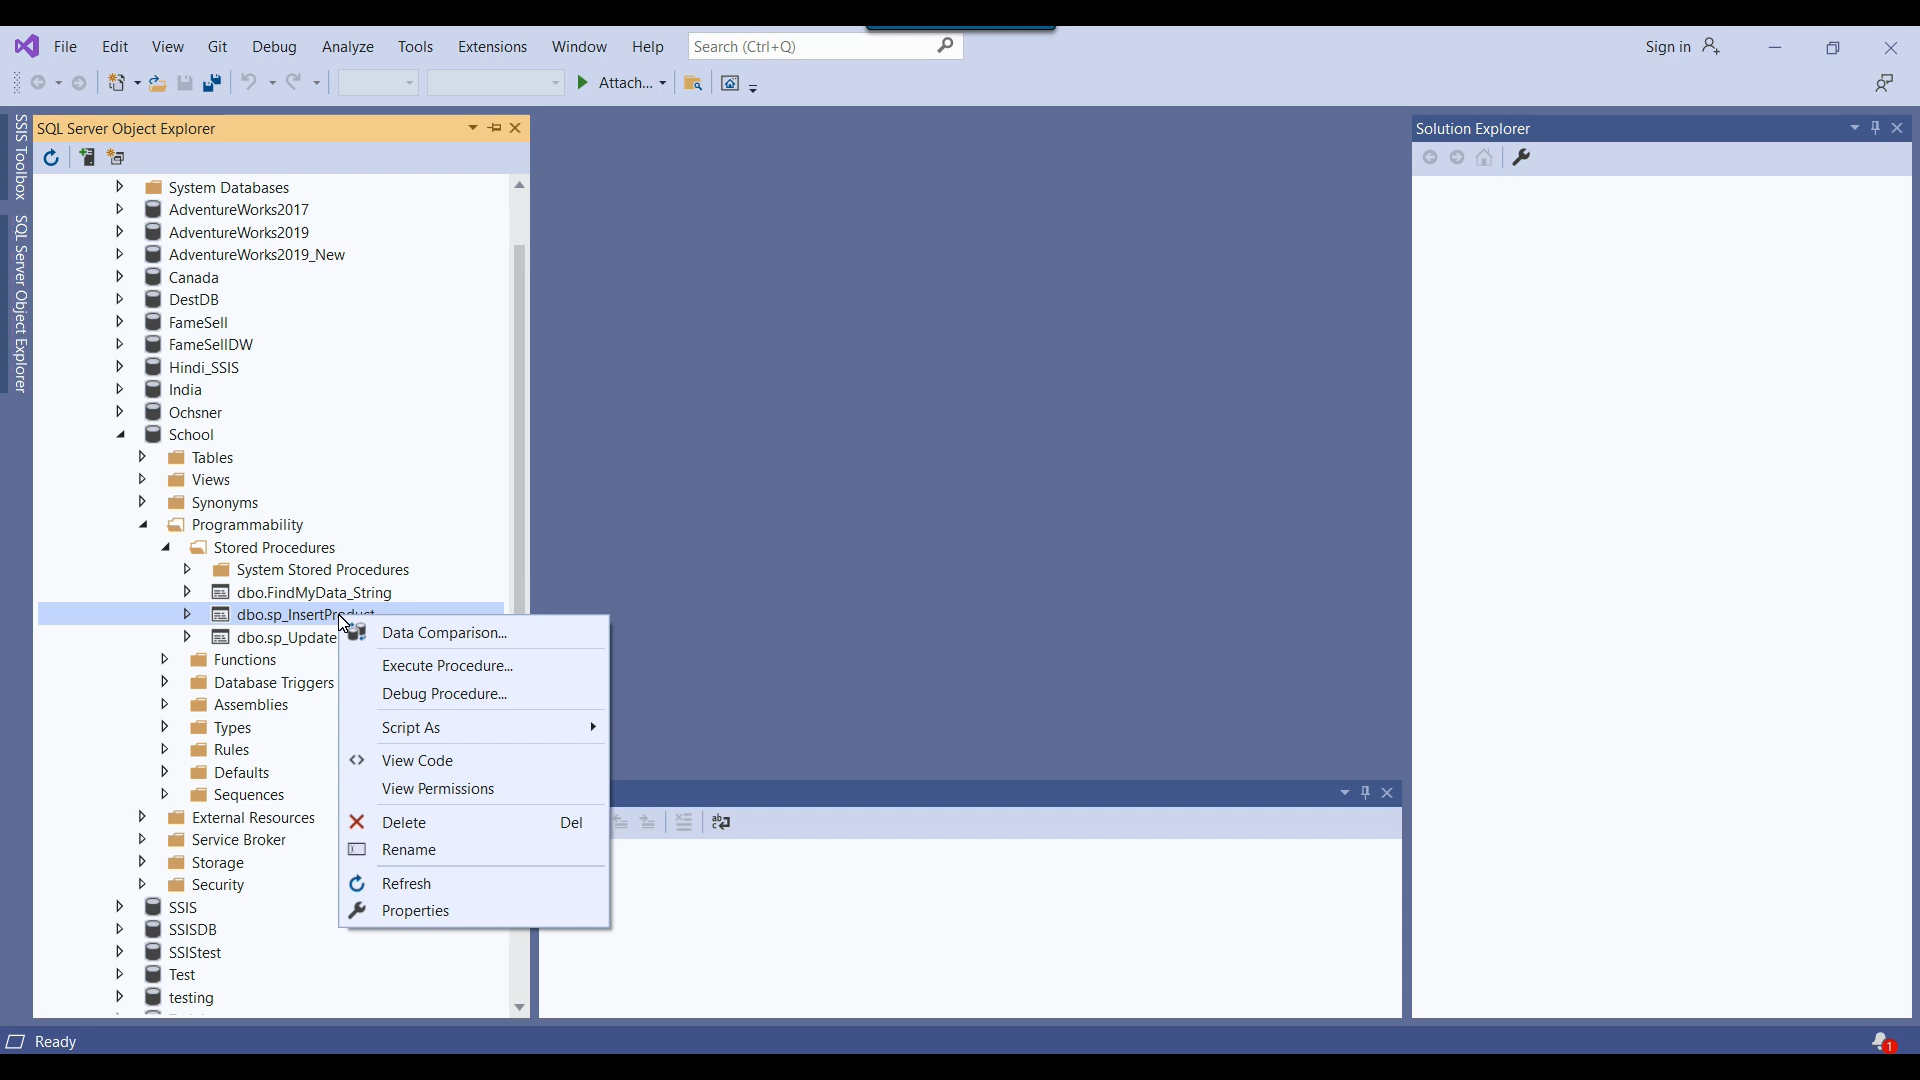 File Edit View Git Debug Analyze Tools Extensions Window Help Search (Ctrl+Q) Sign in
Attach...
SSIS Toolbox
SQL Server Object Explorer
SQL Server Object Explorer
System Databases
AdventureWorks2017
AdventureWorks2019
AdventureWorks2019_New
Canada
DestDB
FameSell
FameSellDW
Hindi_SSIS
India
Ochsner
School
Tables
Views
Synonyms
Programmability
Stored Procedures
System Stored Procedures
dbo.FindMyData_String
dbo.sp_InsertProduct
dbo.sp_Update
Functions
Database Triggers
Assemblies
Types
Rules
Defaults
Sequences
External Resources
Service Broker
Storage
Security
SSIS
SSISDB
SSIStest
Test
testing
Data Comparison...
Execute Procedure...
Debug Procedure...
Script As
View Code
View Permissions
Delete Del
Rename
Refresh
Properties
Solution Explorer
Ready
1